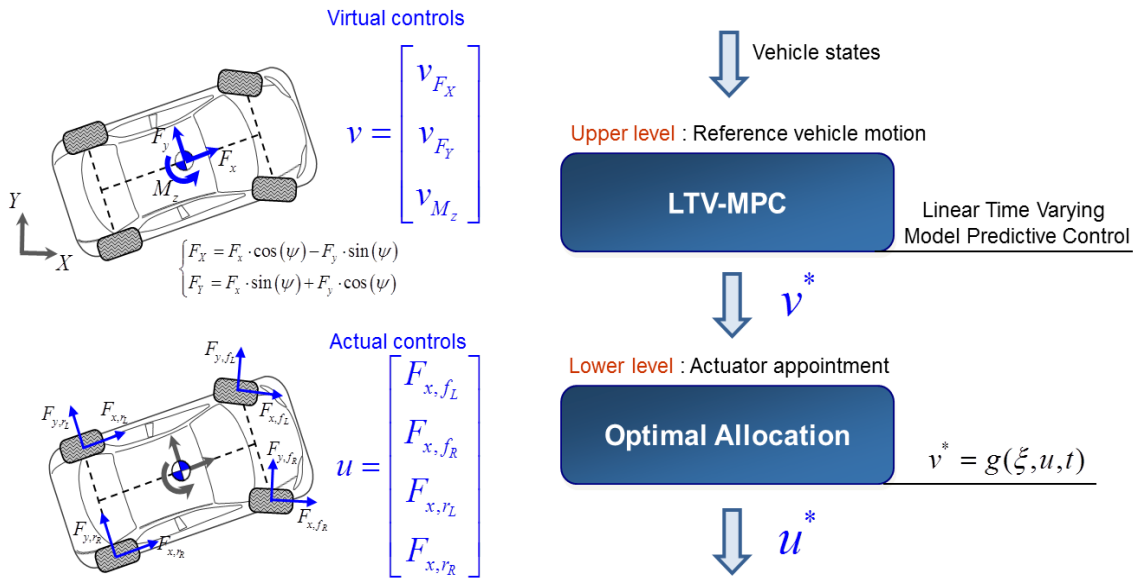 Virtual controls
v = [ v_{F_X} v_{F_Y} v_{M_z} ]
F_y
F_x
M_z
Y
X
{ F_X = F_x · cos(ψ) − F_y · sin(ψ)
F_Y = F_x · sin(ψ) + F_y · cos(ψ)
Actual controls
u = [ F_{x,f_L} F_{x,f_R} F_{x,r_L} F_{x,r_R} ]
F_{y,f_L}
F_{x,f_L}
F_{y,r_L}
F_{x,r_L}
F_{y,f_R}
F_{x,f_R}
F_{y,r_R}
F_{x,r_R}
Vehicle states
Upper level : Reference vehicle motion
LTV-MPC
Linear Time Varying
Model Predictive Control
v*
Lower level : Actuator appointment
Optimal Allocation
v* = g(ξ,u,t)
u*